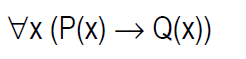 ∀x (P(x) → Q(x))